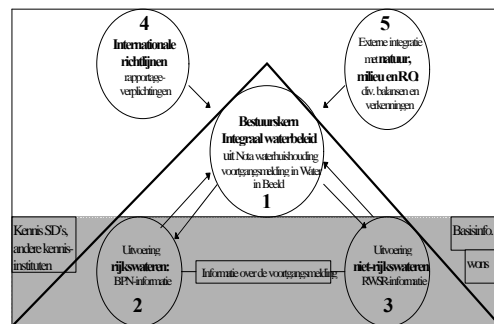 4
Internationale
richtlijnen
rapportage-
verplichtingen
5
Externe integratie
met natuur,
milieu en R.O.
div. balansen en
verkenningen
Bestuurskern
Integraal waterbeleid
uit Nota waterhuishouding
voortgangsmelding in Water
in Beeld
1
Kennis SD's,
andere kennis-
instituten
Uitvoering
rijkswateren:
BPN-informatie
2
Informatie over de voortgangsmelding
Uitvoering
niet-rijkswateren
RWSR-informatie
3
Basisinfo.
wons